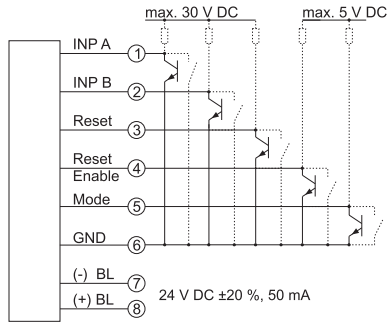 max. 30 V DC
max. 5 V DC
INP A
1
INP B
2
Reset
3
Reset
Enable
4
Mode
5
GND
6
(-) BL
7
24 V DC ±20 %, 50 mA
(+) BL
8